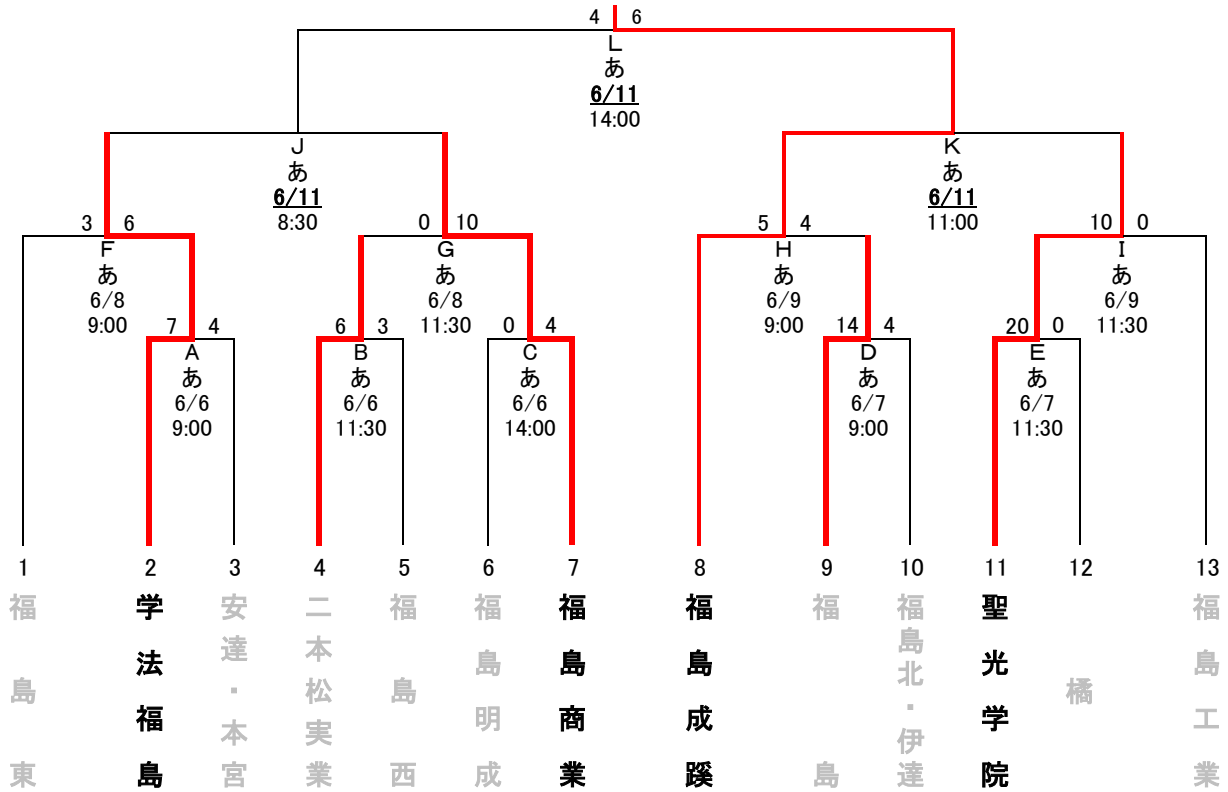 4 6
L
あ
6/11
14:00
J
あ
6/11
8:30
K
あ
6/11
11:00
3 6
F
あ
6/8
9:00
0 10
G
あ
6/8
11:30
5 4
H
あ
6/9
9:00
10 0
I
あ
6/9
11:30
7 4
A
あ
6/6
9:00
6 3
B
あ
6/6
11:30
0 4
C
あ
6/6
14:00
14 4
D
あ
6/7
9:00
20 0
E
あ
6/7
11:30
1 2 3 4 5 6 7 8 9 10 11 12 13
福島東
学法福島
安達・本宮
二本松実業
福島西
福島明成
福島商業
福島成蹊
福島
福島北・伊達
聖光学院
橘
福島工業